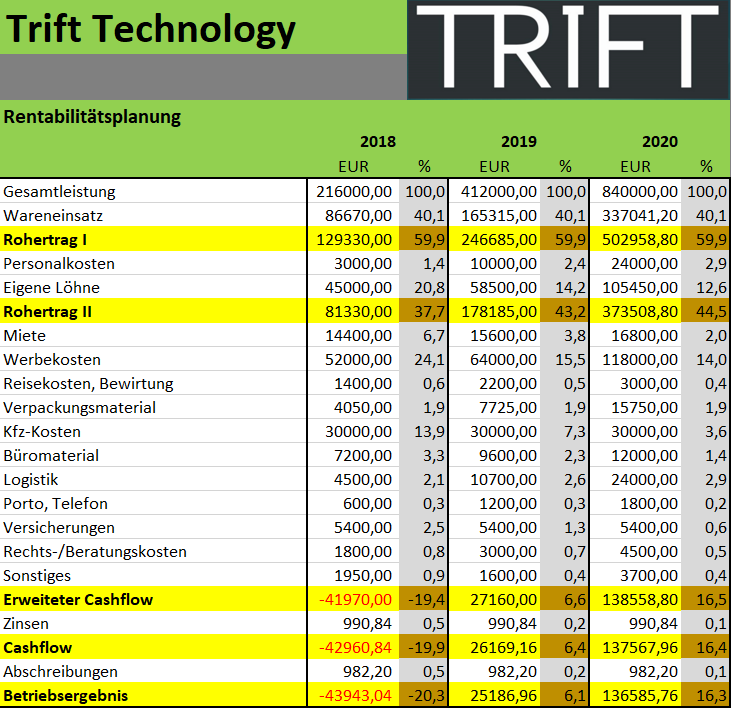 Trift Technology
TRIFT
Rentabilitätsplanung
2018 2019 2020
EUR % EUR % EUR %
Gesamtleistung 216000,00 100,0 412000,00 100,0 840000,00 100,0
Wareneinsatz 86670,00 40,1 165315,00 40,1 337041,20 40,1
Rohertrag I 129330,00 59,9 246685,00 59,9 502958,80 59,9
Personalkosten 3000,00 1,4 10000,00 2,4 24000,00 2,9
Eigene Löhne 45000,00 20,8 58500,00 14,2 105450,00 12,6
Rohertrag II 81330,00 37,7 178185,00 43,2 373508,80 44,5
Miete 14400,00 6,7 15600,00 3,8 16800,00 2,0
Werbekosten 52000,00 24,1 64000,00 15,5 118000,00 14,0
Reisekosten, Bewirtung 1400,00 0,6 2200,00 0,5 3000,00 0,4
Verpackungsmaterial 4050,00 1,9 7725,00 1,9 15750,00 1,9
Kfz-Kosten 30000,00 13,9 30000,00 7,3 30000,00 3,6
Büromaterial 7200,00 3,3 9600,00 2,3 12000,00 1,4
Logistik 4500,00 2,1 10700,00 2,6 24000,00 2,9
Porto, Telefon 600,00 0,3 1200,00 0,3 1800,00 0,2
Versicherungen 5400,00 2,5 5400,00 1,3 5400,00 0,6
Rechts-/Beratungskosten 1800,00 0,8 3000,00 0,7 4500,00 0,5
Sonstiges 1950,00 0,9 1600,00 0,4 3700,00 0,4
Erweiteter Cashflow -41970,00 -19,4 27160,00 6,6 138558,80 16,5
Zinsen 990,84 0,5 990,84 0,2 990,84 0,1
Cashflow -42960,84 -19,9 26169,16 6,4 137567,96 16,4
Abschreibungen 982,20 0,5 982,20 0,2 982,20 0,1
Betriebsergebnis -43943,04 -20,3 25186,96 6,1 136585,76 16,3